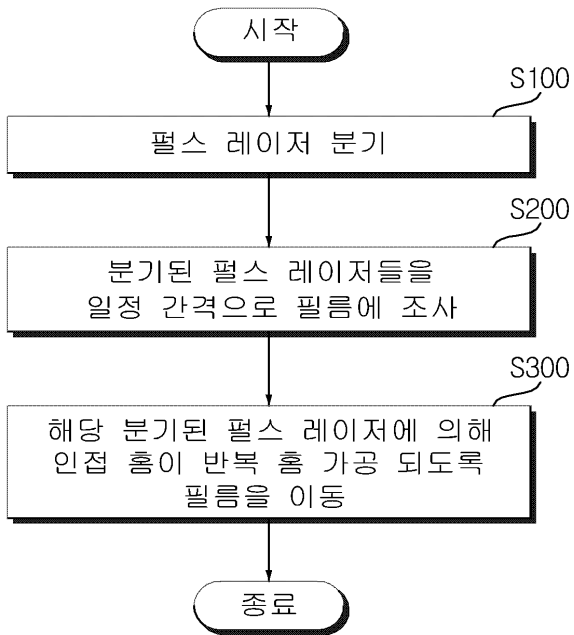 시작
S100
펄스 레이저 분기
S200
분기된 펄스 레이저들을
일정 간격으로 필름에 조사
S300
해당 분기된 펄스 레이저에 의해
인접 홈이 반복 홈 가공 되도록
필름을 이동
종료